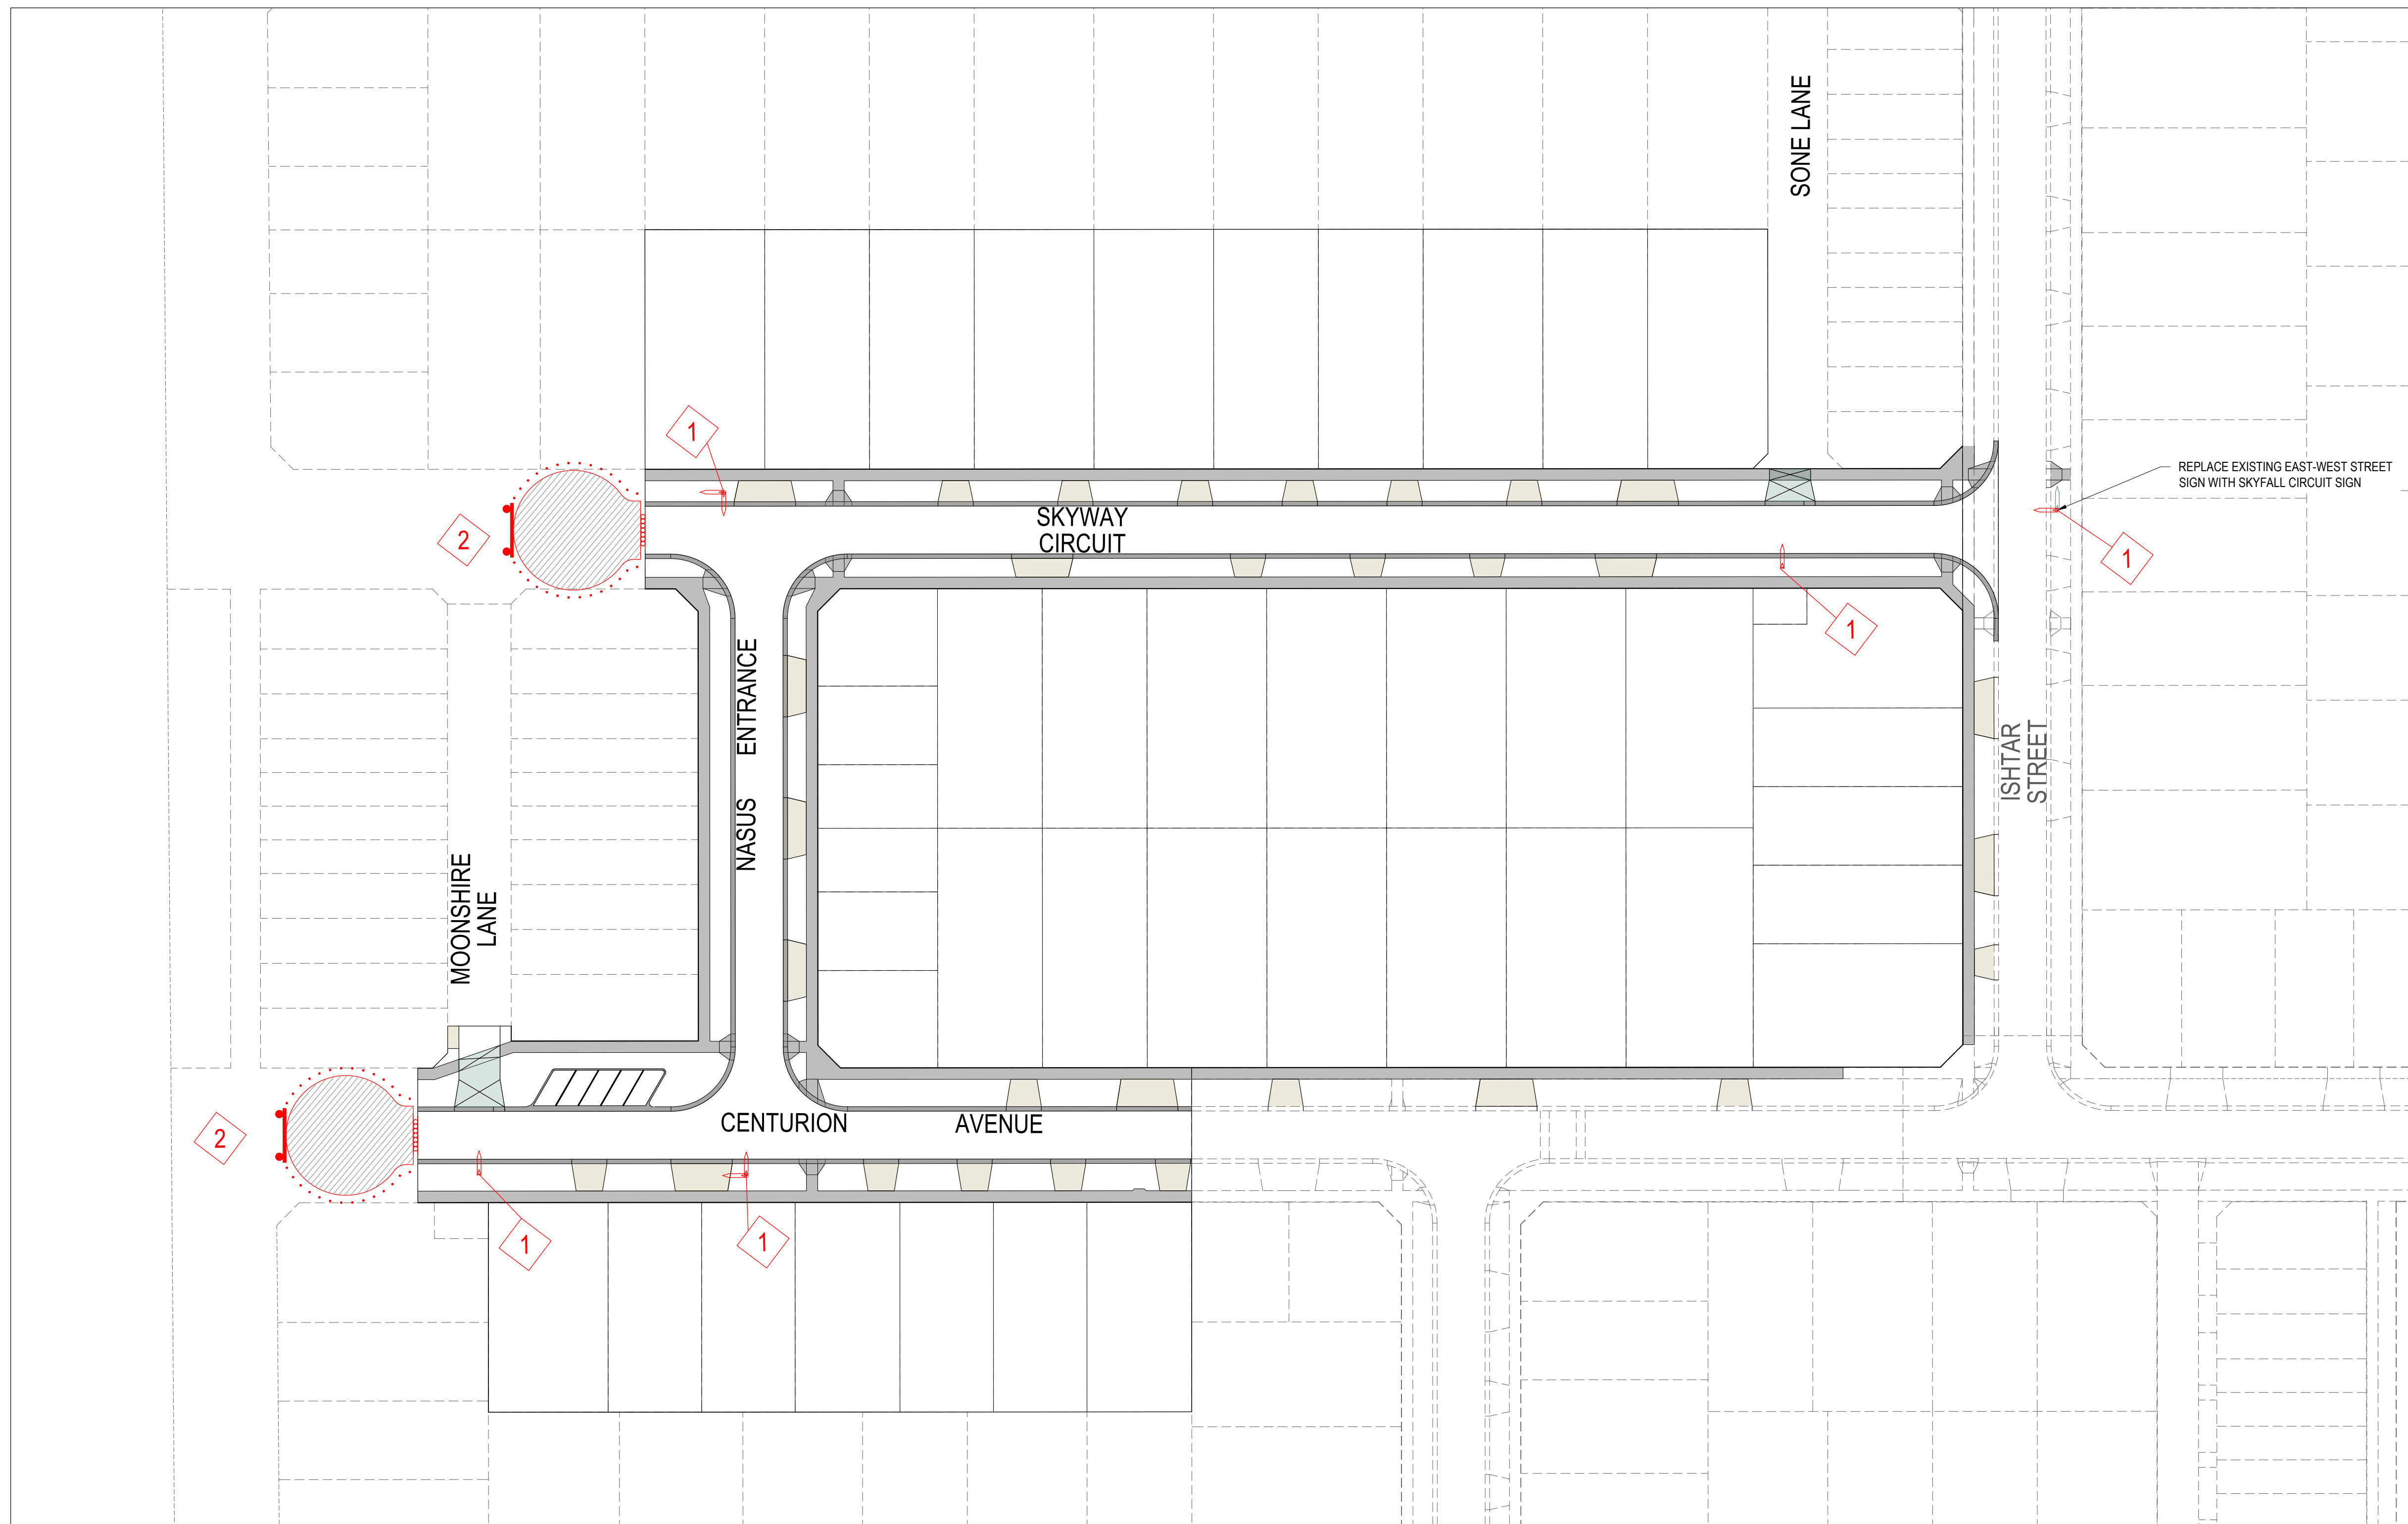 SONE LANE
1
REPLACE EXISTING EAST-WEST STREET
SIGN WITH SKYFALL CIRCUIT SIGN
2
SKYWAY
CIRCUIT
1
1
NASUS ENTRANCE
ISHTAR
STREET
MOONSHIRE
LANE
2
CENTURION AVENUE
1
1